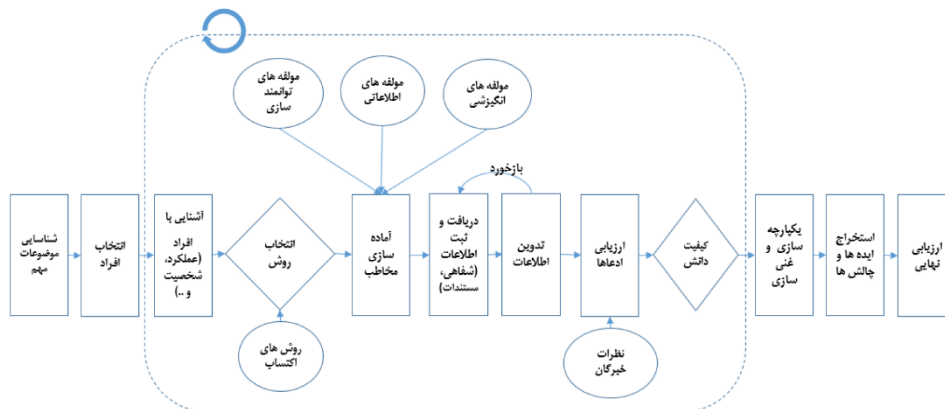 مولفه های
توانمند
سازی
مولفه های
اطلاعاتی
مولفه های
انگیزشی
بازخورد
شناسایی
موضوعات
مهم
انتخاب
افراد
آشنایی با
افراد
(عملکرد،
شخصیت
و ..)
انتخاب
روش
آماده
سازی
مخاطب
دریافت و
ثبت
اطلاعات
(شفاهی،
مستندات)
تدوین
اطلاعات
ارزیابی
ادعاها
کیفیت
دانش
یکپارچه
سازی و
غنی
سازی
استخراج
ایده ها و
چالش ها
ارزیابی
نهایی
روش های
اکتساب
نظرات
خبرگان